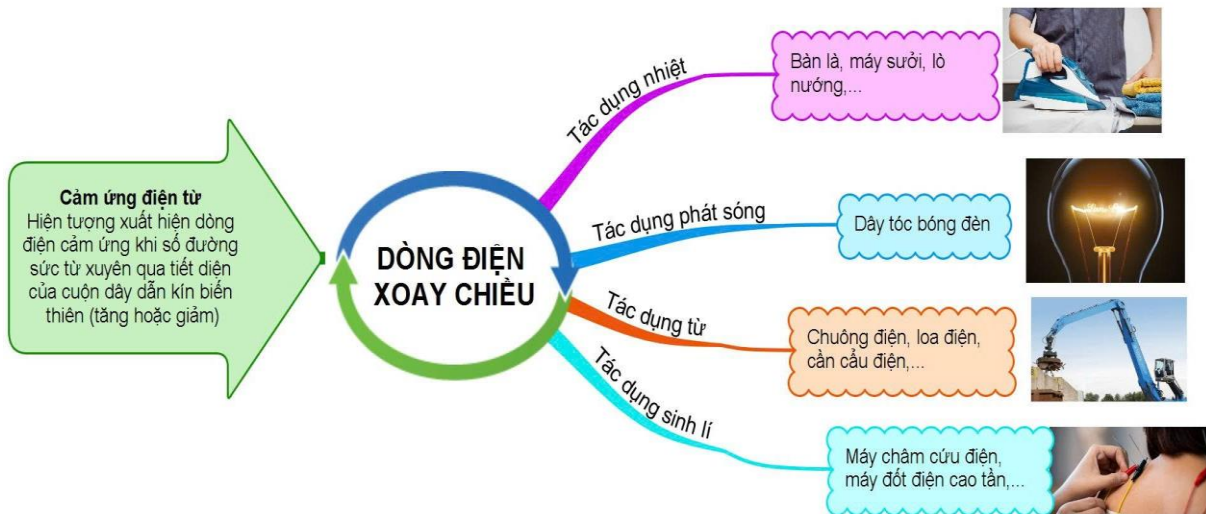 Cảm ứng điện từ
Hiện tượng xuất hiện dòng
điện cảm ứng khi số đường
sức từ xuyên qua tiết diện
của cuộn dây dẫn kín biến
thiên (tăng hoặc giảm)
DÒNG ĐIỆN
XOAY CHIỀU
Tác dụng nhiệt
Bàn là, máy sưởi, lò
nướng,...
Tác dụng phát sóng
Dây tóc bóng đèn
Tác dụng từ
Chuông điện, loa điện,
cần cẩu điện,...
Tác dụng sinh lí
Máy châm cứu điện,
máy đốt điện cao tần,...